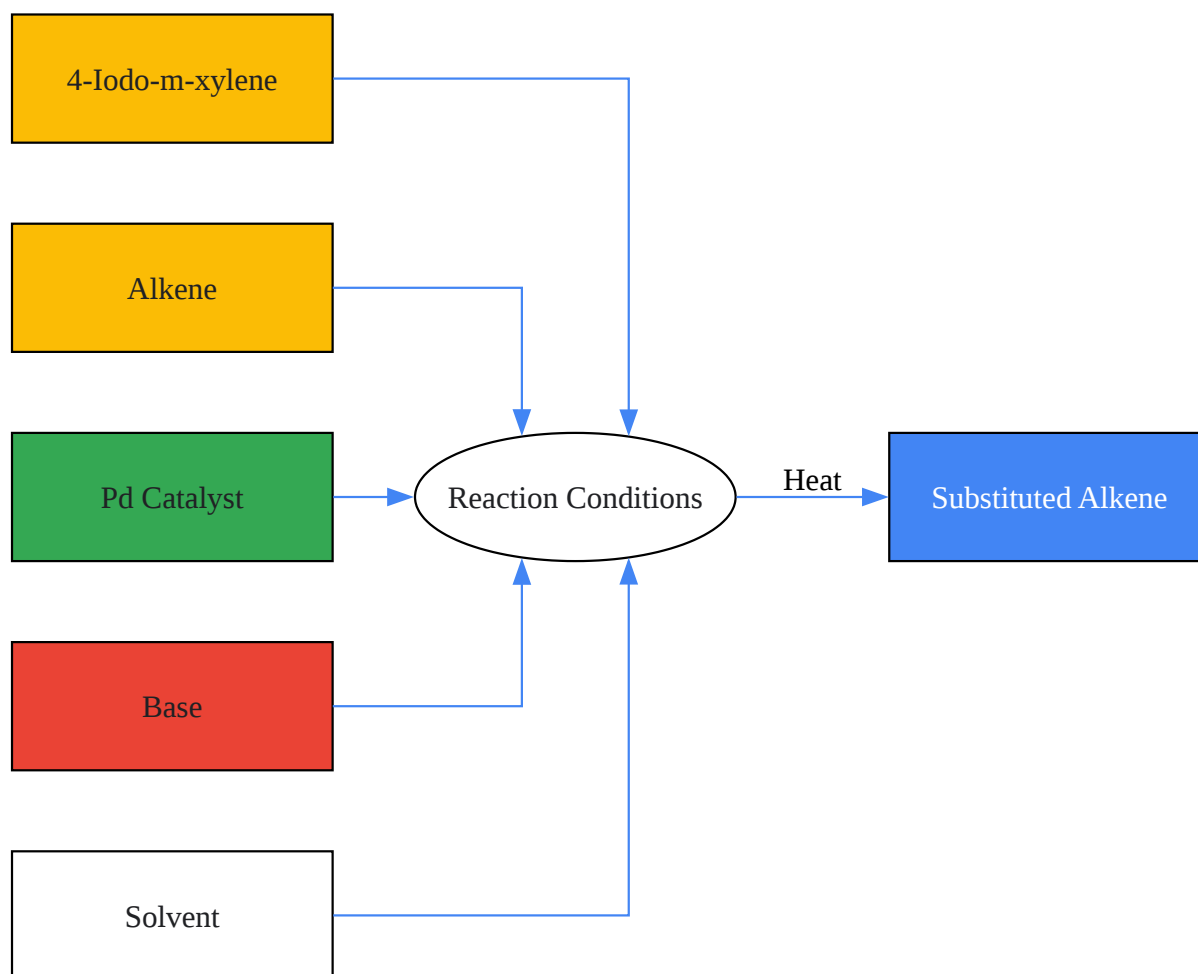 4-Iodo-m-xylene
Alkene
Pd Catalyst
Base
Solvent
Reaction Conditions
Heat
Substituted Alkene